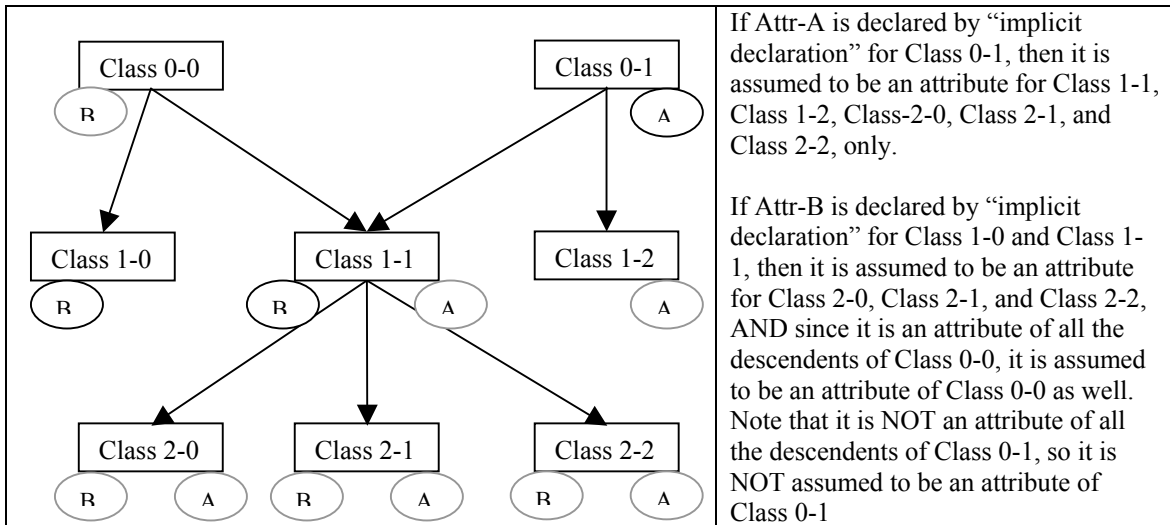 Class 0-0
Class 0-1
B
A
Class 1-0
Class 1-1
Class 1-2
B
B
A
A
Class 2-0
Class 2-1
Class 2-2
B
A
B
A
B
A
If Attr-A is declared by “implicit
declaration” for Class 0-1, then it is
assumed to be an attribute for Class 1-1,
Class 1-2, Class-2-0, Class 2-1, and
Class 2-2, only.
If Attr-B is declared by “implicit
declaration” for Class 1-0 and Class 1-
1, then it is assumed to be an attribute
for Class 2-0, Class 2-1, and Class 2-2,
AND since it is an attribute of all the
descendents of Class 0-0, it is assumed
to be an attribute of Class 0-0 as well.
Note that it is NOT an attribute of all
the descendents of Class 0-1, so it is
NOT assumed to be an attribute of
Class 0-1